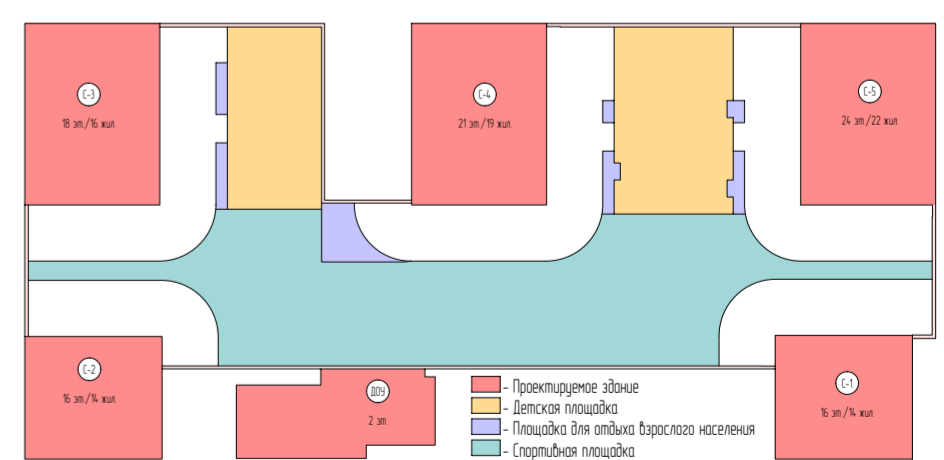 С-3
18 эт./16 жил.
С-4
21 эт./19 жил.
С-5
24 эт./22 жил.
С-2
16 эт./14 жил.
ДОУ
2 эт.
С-1
16 эт./14 жил.
- Проектируемое здание
- Детская площадка
- Площадка для отдыха взрослого населения
- Спортивная площадка